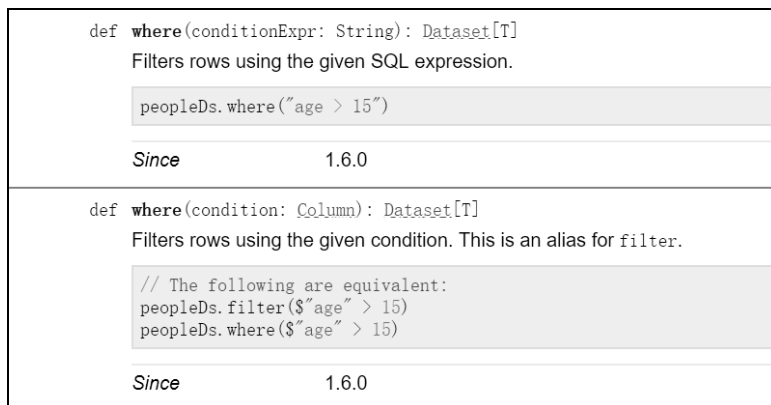 def where(conditionExpr: String): Dataset[T]
Filters rows using the given SQL expression.
peopleDs.where("age > 15")
Since 1.6.0
def where(condition: Column): Dataset[T]
Filters rows using the given condition. This is an alias for filter.
// The following are equivalent:
peopleDs.filter($"age" > 15)
peopleDs.where($"age" > 15)
Since 1.6.0